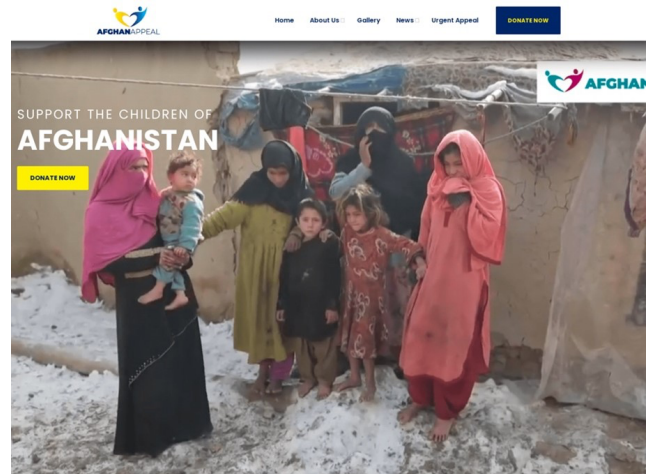 AFGHANAPPEAL
Home
About Us
Gallery
News
Urgent Appeal
DONATE NOW
AFGHAN
SUPPORT THE CHILDREN OF
AFGHANISTAN
DONATE NOW